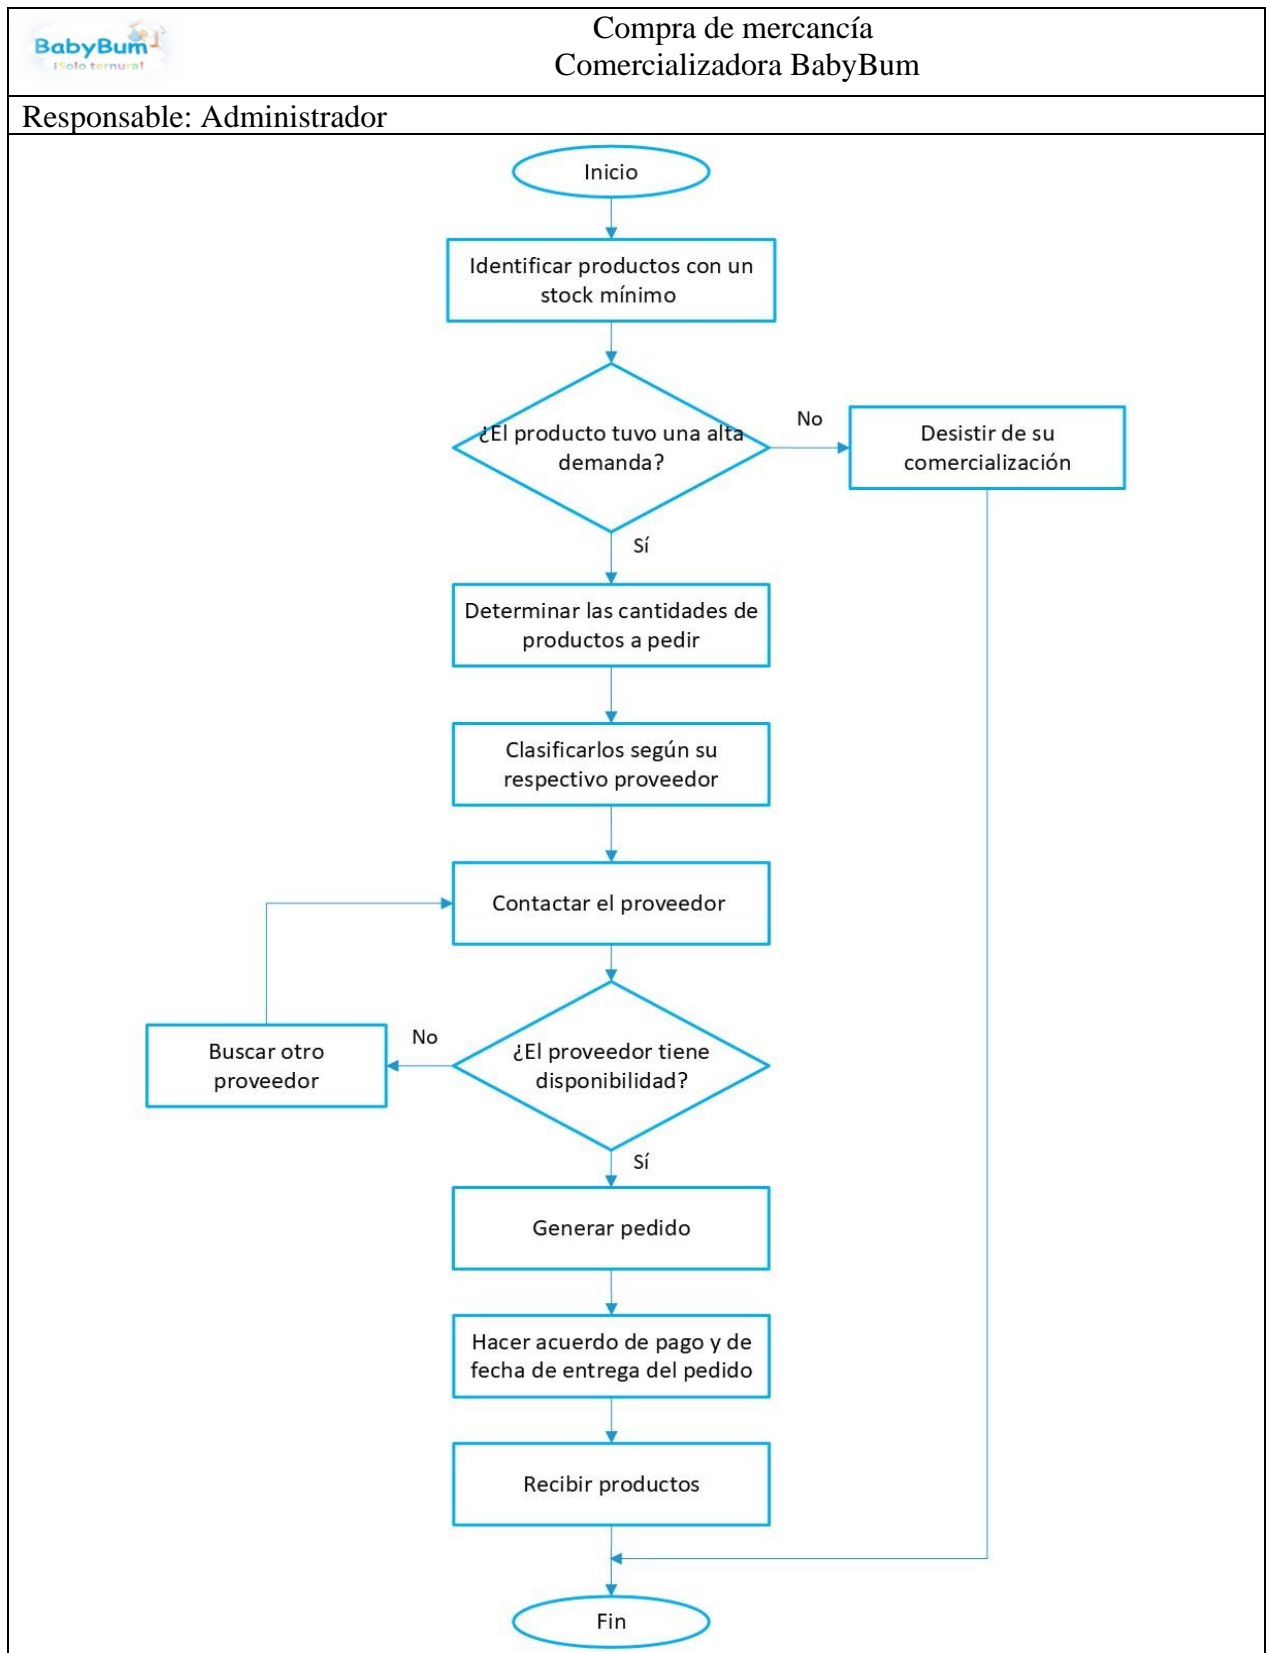 BabyBum
¡Solo ternura!
Compra de mercancía
Comercializadora BabyBum
Responsable: Administrador
Inicio
Identificar productos con un
stock mínimo
¿El producto tuvo una alta
demanda?
No
Desistir de su
comercialización
Sí
Determinar las cantidades de
productos a pedir
Clasificarlos según su
respectivo proveedor
Contactar el proveedor
¿El proveedor tiene
disponibilidad?
No
Buscar otro
proveedor
Sí
Generar pedido
Hacer acuerdo de pago y de
fecha de entrega del pedido
Recibir productos
Fin